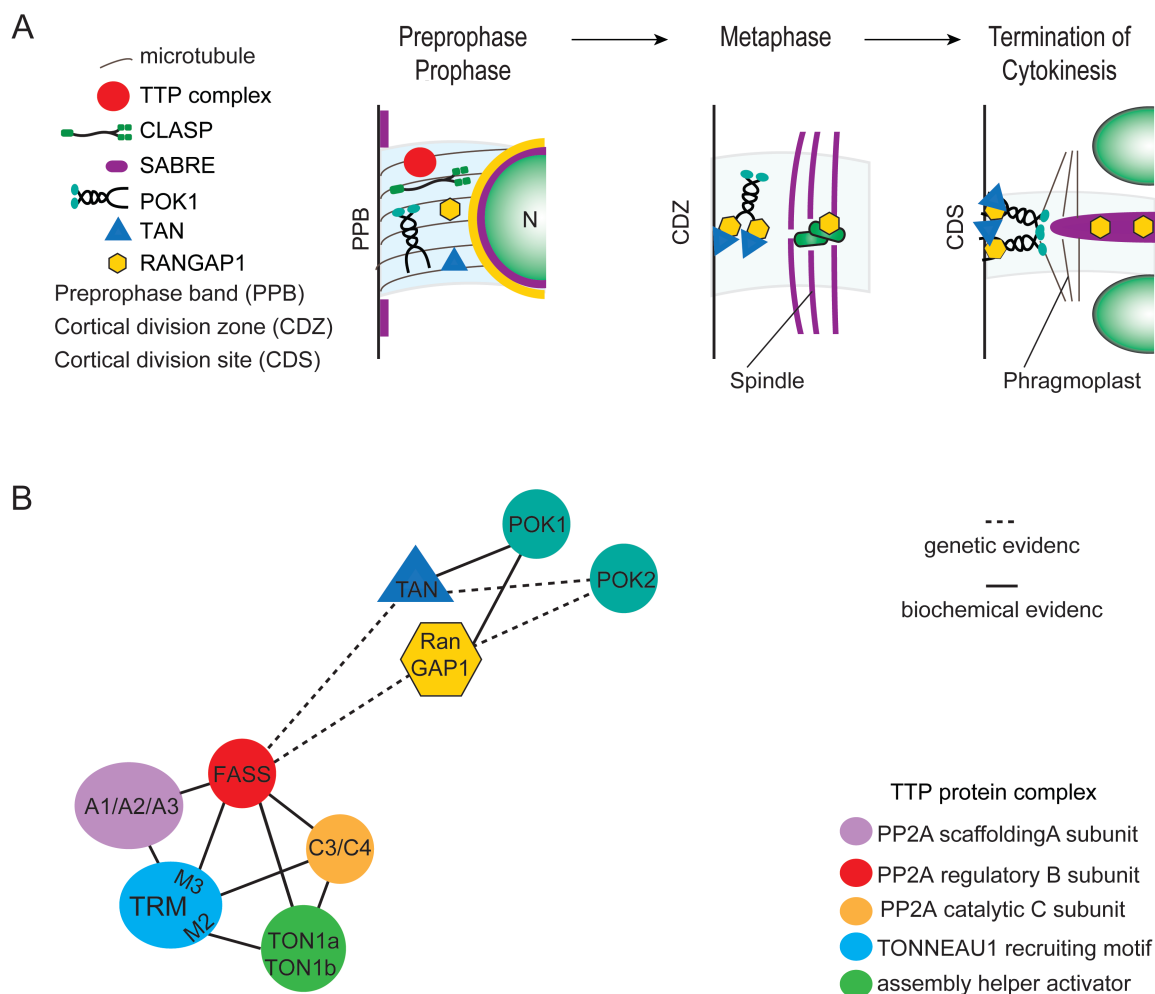 A
Preprophase
Prophase
Metaphase
Termination of
Cytokinesis
microtubule
TTP complex
CLASP
SABRE
POK1
TAN
RANGAP1
Preprophase band (PPB)
Cortical division zone (CDZ)
Cortical division site (CDS)
PPB
N
CDZ
Spindle
CDS
Phragmoplast
B
POK1
POK2
TAN
Ran
GAP1
genetic evidenc
biochemical evidenc
FASS
A1/A2/A3
C3/C4
M3
TRM
M2
TON1a
TON1b
TTP protein complex
PP2A scaffoldingA subunit
PP2A regulatory B subunit
PP2A catalytic C subunit
TONNEAU1 recruiting motif
assembly helper activator